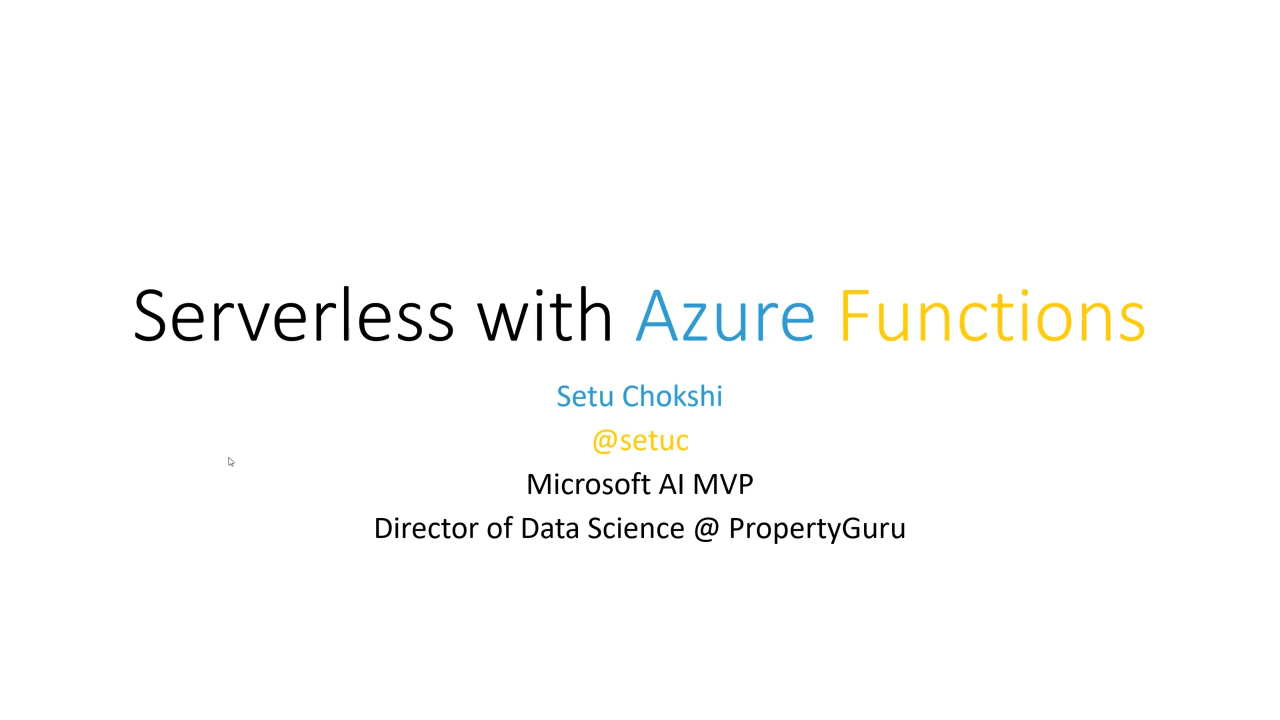 Serverless with Azure Functions
Setu Chokshi
@setuc
Microsoft AI MVP
Director of Data Science @ PropertyGuru